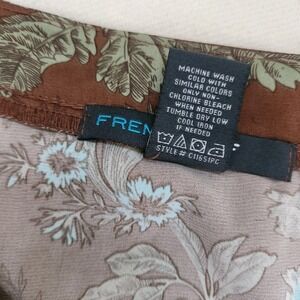 MACHINE WASH
COLD WITH
SIMILAR COLORS
ONLY NON-
CHLORINE BLEACH
WHEN NEEDED
TUMBLE DRY LOW
COOL IRON
IF NEEDED
STYLE# C1165IPC
FREN